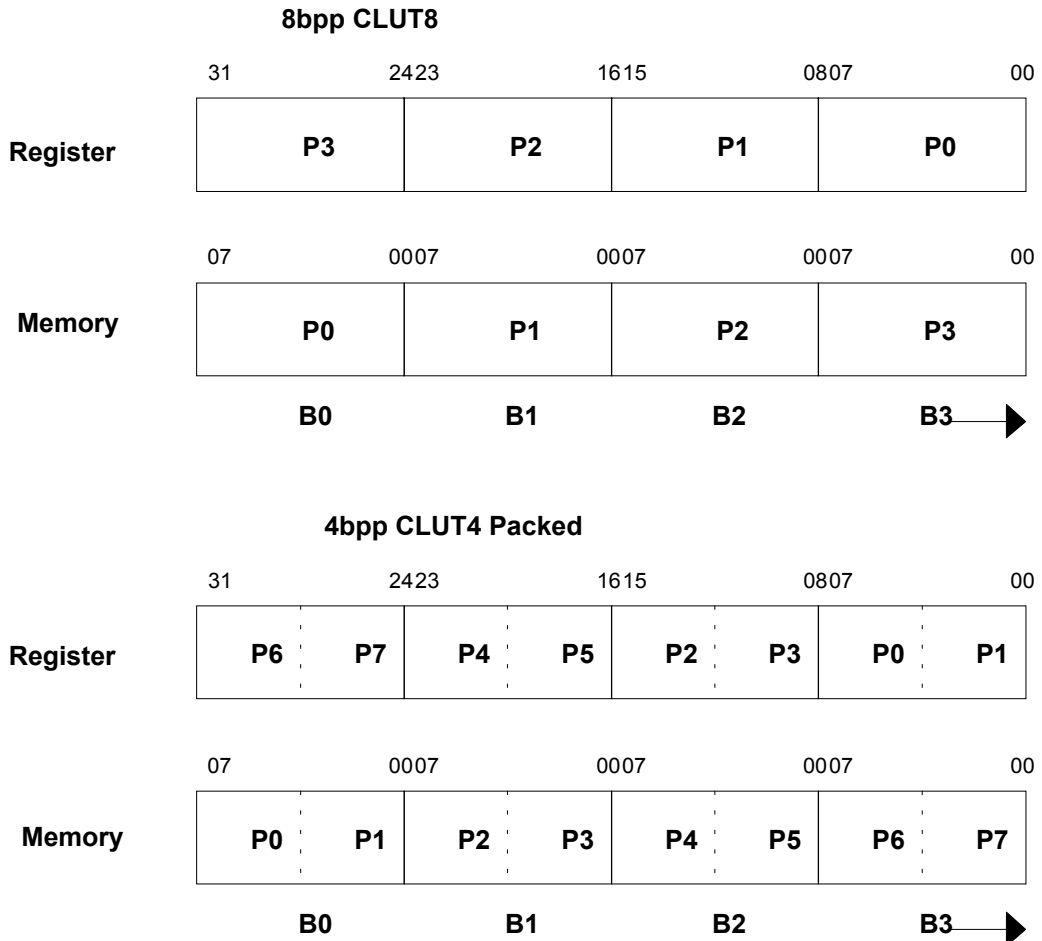 8bpp CLUT8
31 2423 1615 0807 00
Register P3 P2 P1 P0
07 0007 0007 0007 00
Memory P0 P1 P2 P3
B0 B1 B2 B3
4bpp CLUT4 Packed
31 2423 1615 0807 00
Register P6 P7 P4 P5 P2 P3 P0 P1
07 0007 0007 0007 00
Memory P0 P1 P2 P3 P4 P5 P6 P7
B0 B1 B2 B3